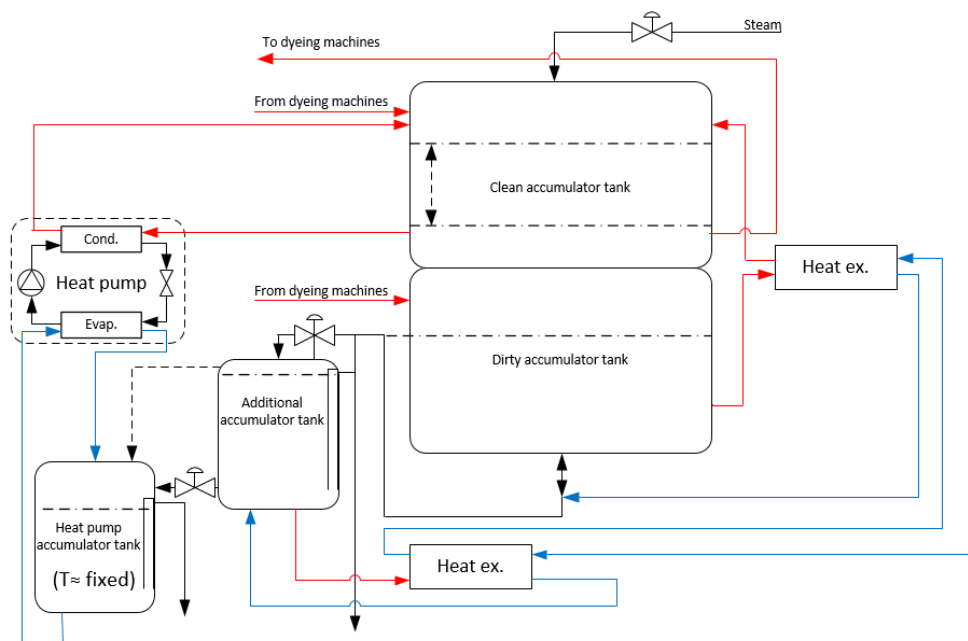 Steam
To dyeing machines
From dyeing machines
Clean accumulator tank
Cond.
Heat pump
Evap.
Heat ex.
From dyeing machines
Dirty accumulator tank
Additional
accumulator tank
Heat pump
accumulator tank
(T≈ fixed)
Heat ex.